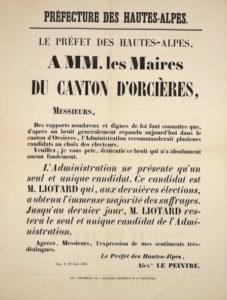 PRÉFECTURE DES HAUTES-ALPES.
LE PRÉFET DES HAUTES-ALPES,
A MM. les Maires
DU CANTON D'ORCIÈRES,
MESSIEURS,
Des rapports nombreux et dignes de foi font connaître que,
d'après un bruit généralement répandu aujourd'hui dans le
canton d'Orcières, l'Administration recommanderait plusieurs
candidats au choix des électeurs.
Veuillez, je vous prie, démentir ce bruit qui n'a absolument
aucun fondement.
L'Administration ne présente qu'un
seul et unique candidat. Ce candidat est
M. LIOTARD qui, aux dernières élections,
a obtenu l'immense majorité des suffrages.
Jusqu'au dernier jour, M. LIOTARD res-
tera le seul et unique candidat de l'Admi-
nistration.
Agréez, Messieurs, l'expression de mes sentiments très-
distingués.
Le Préfet des Hautes-Alpes,
Gap, le
Alex. LE PEINTRE.